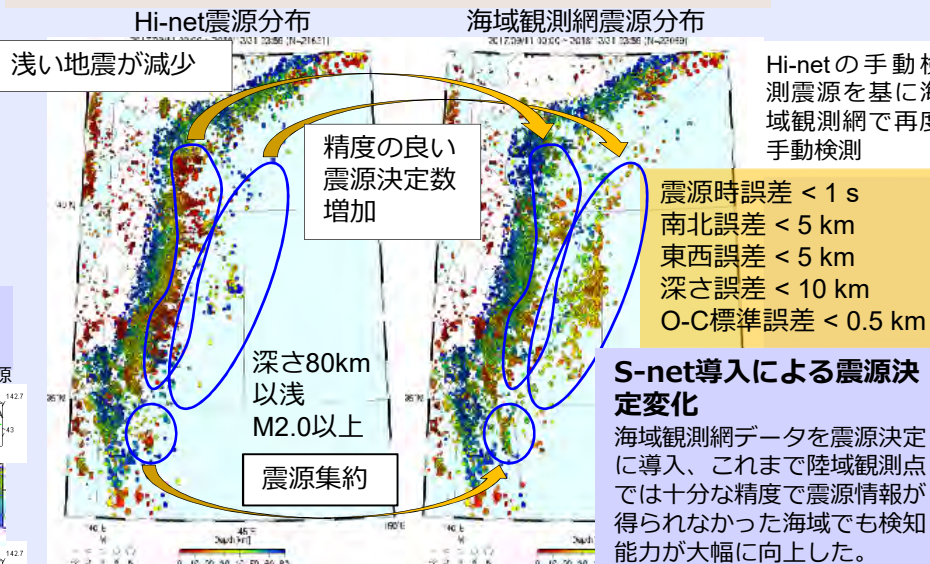 Hi-net震源分布
海域観測網震源分布
浅い地震が減少
Hi-netの手動検
測震源を基に海
域観測網で再度
手動検測
精度の良い
震源決定数
増加
震源時誤差 < 1 s
南北誤差 < 5 km
東西誤差 < 5 km
深さ誤差 < 10 km
O-C標準誤差 < 0.5 km
深さ80km
以浅
M2.0以上
震源集約
S-net導入による震源決
定変化
海域観測網データを震源決定
に導入、これまで陸域観測点
では十分な精度で震源情報が
得られなかった海域でも検知
能力が大幅に向上した。
源
142.7
142.7